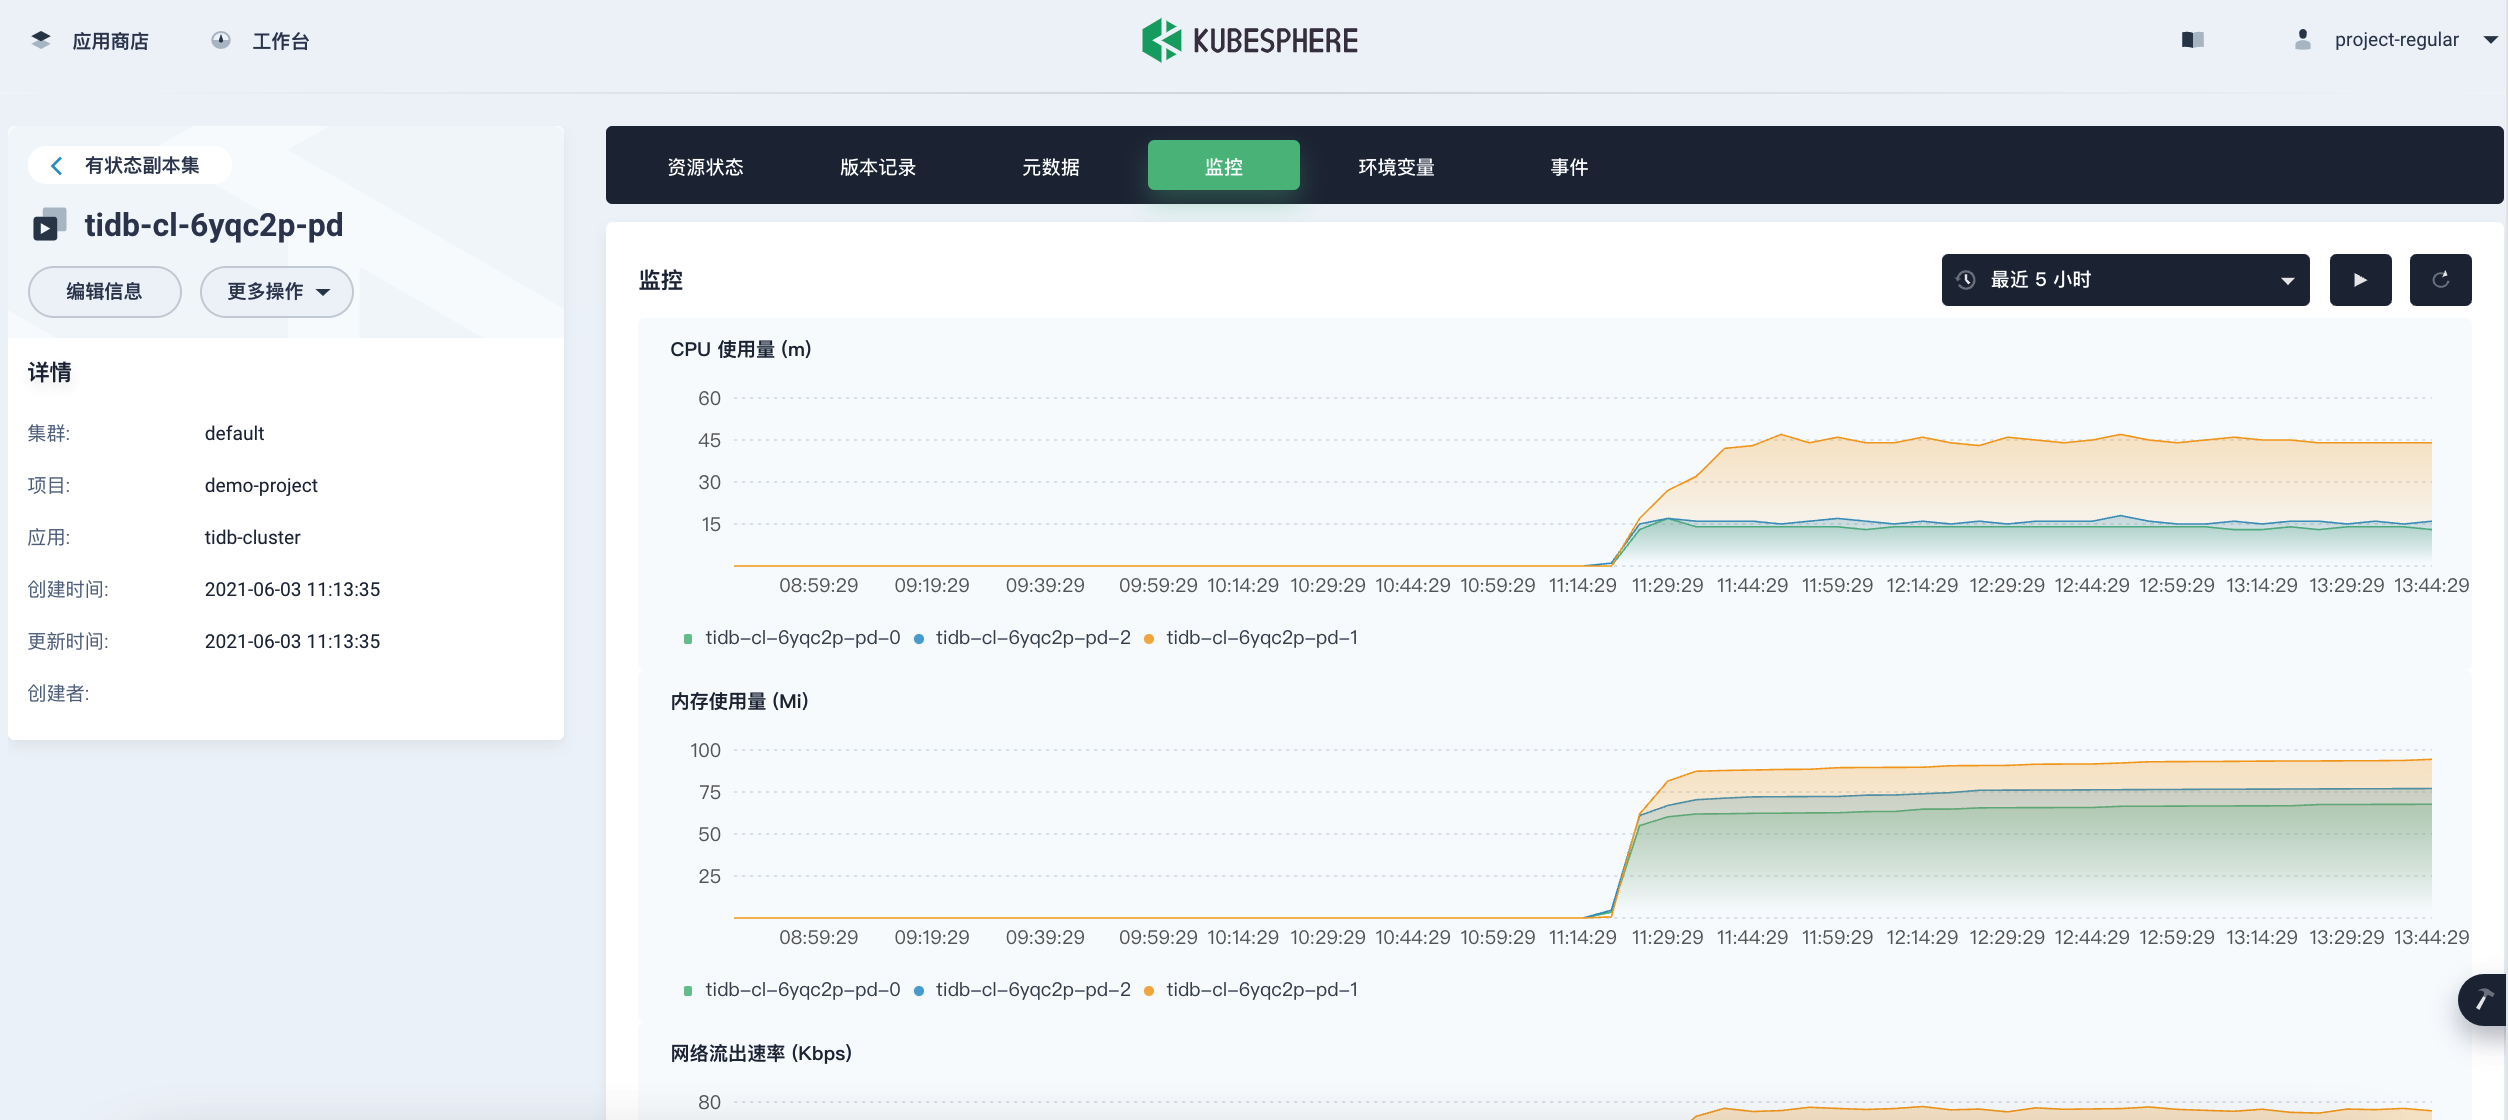 应用商店 工作台 KUBESPHERE project-regular
有状态副本集
tidb-cl-6yqc2p-pd
编辑信息 更多操作
详情
集群: default
项目: demo-project
应用: tidb-cluster
创建时间: 2021-06-03 11:13:35
更新时间: 2021-06-03 11:13:35
创建者:
资源状态 版本记录 元数据 监控 环境变量 事件
监控 最近 5 小时
CPU 使用量 (m)
60
45
30
15
08:59:29 09:19:29 09:39:29 09:59:29 10:14:29 10:29:29 10:44:29 10:59:29 11:14:29 11:29:29 11:44:29 11:59:29 12:14:29 12:29:29 12:44:29 12:59:29 13:14:29 13:29:29 13:44:29
tidb-cl-6yqc2p-pd-0 tidb-cl-6yqc2p-pd-2 tidb-cl-6yqc2p-pd-1
内存使用量 (Mi)
100
75
50
25
08:59:29 09:19:29 09:39:29 09:59:29 10:14:29 10:29:29 10:44:29 10:59:29 11:14:29 11:29:29 11:44:29 11:59:29 12:14:29 12:29:29 12:44:29 12:59:29 13:14:29 13:29:29 13:44:29
tidb-cl-6yqc2p-pd-0 tidb-cl-6yqc2p-pd-2 tidb-cl-6yqc2p-pd-1
网络流出速率 (Kbps)
80